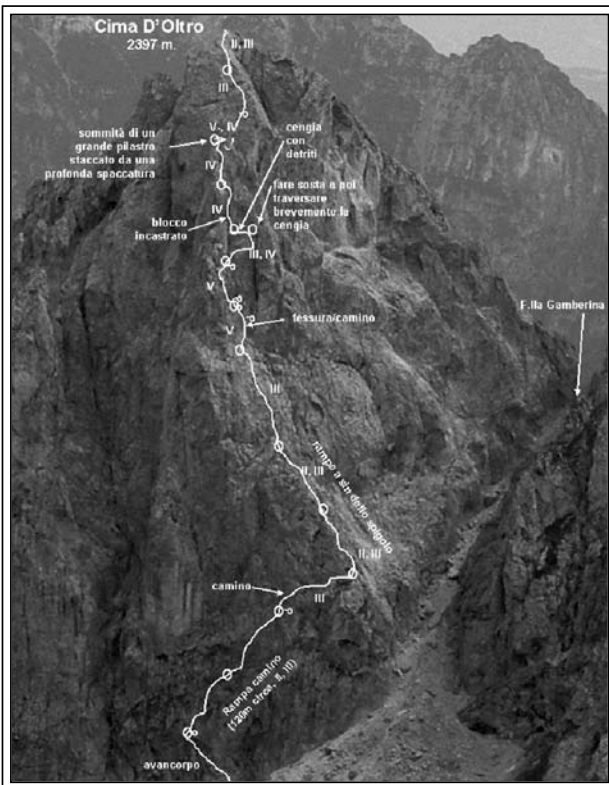 Cima D'Oltro
2397 m.
II, III
III
V-, IV
sommità di un
grande pilastro
staccato da una
profonda spaccatura
cengia
con
detriti
IV
fare sosta e poi
traversare
brevemente la
cengia
IV
blocco
incastrato
III, IV
V
F.lla Gamberina
fessura/camino
V
III
II, III
rampa a sin dello spigolo
II, III
camino
III
Rampa camino
(120m circa, II, III)
avancorpo